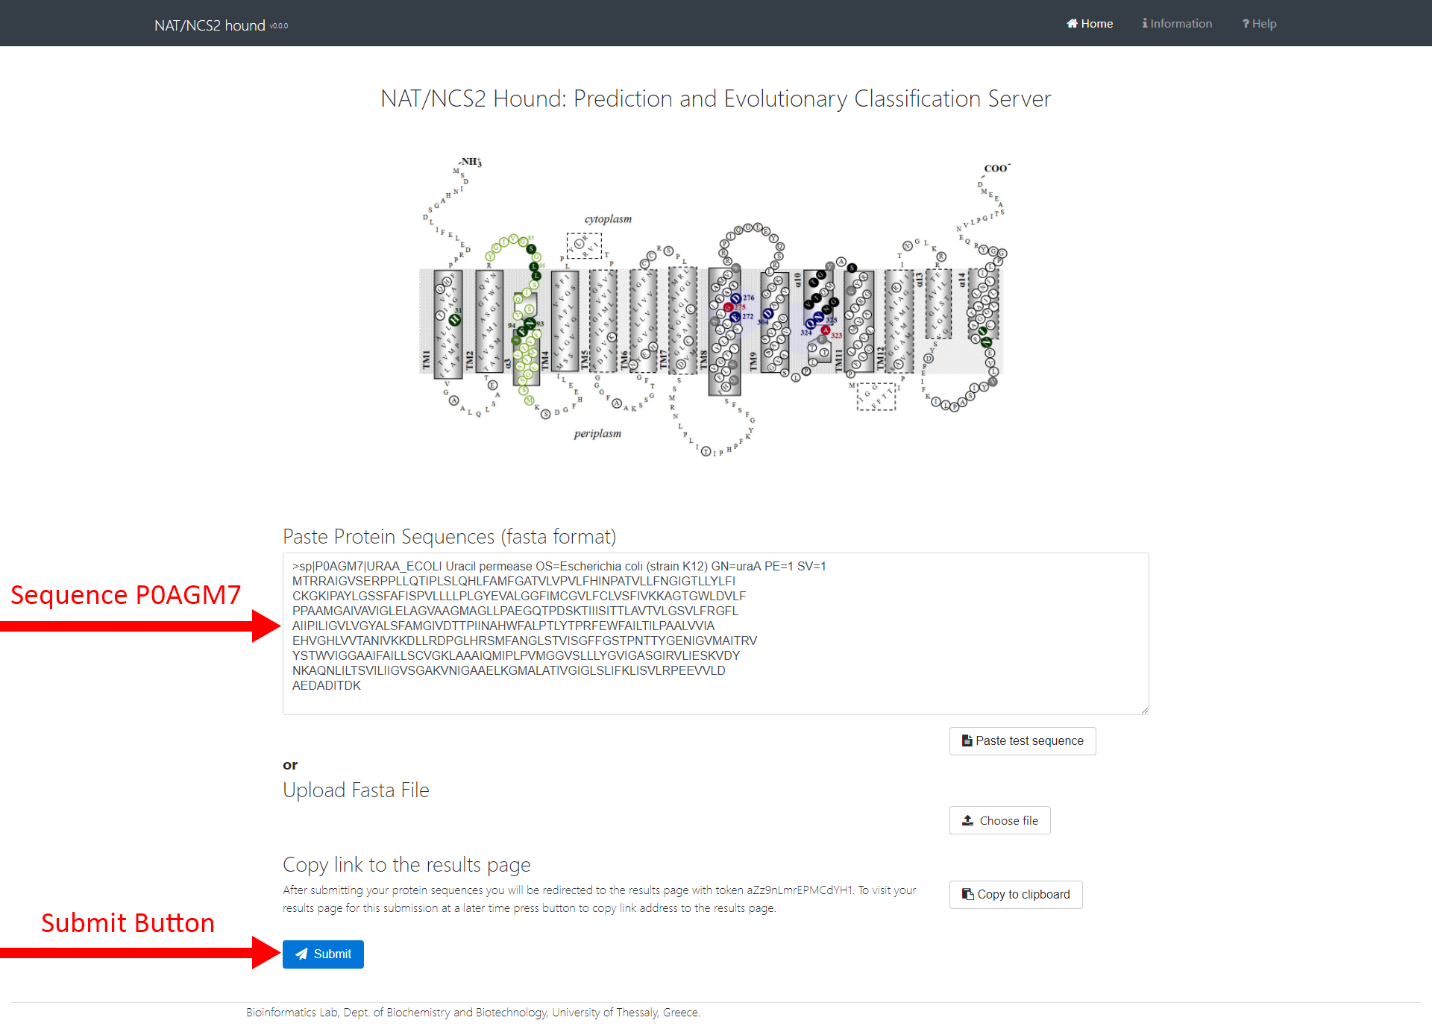 NAT/NCS2 hound v0.0.0
Home
Information
Help
NAT/NCS2 Hound: Prediction and Evolutionary Classification Server
NH3+
COO-
cytoplasm
TM1
TM2
α3
TM4
TM5
TM6
TM7
TM8
TM9
α10
TM11
TM12
α13
α14
31
94
93
276
275
272
304
324
325
323
periplasm
Paste Protein Sequences (fasta format)
>sp|P0AGM7|URAA_ECOLI Uracil permease OS=Escherichia coli (strain K12) GN=uraA PE=1 SV=1
MTRRAIGVSERPPLLQTIPLSLQHLFAMFGATVLVPVLFHINPATVLLFNGIGTLLYLFI
CKGKIPAYLGSSFAFISPVLLLLPLGYEVALGGFIMCGVLFCLVSFIVKKAGTGWLDVLF
PPAAMGAIVAVIGLELAGVAAGMAGLLPAEGQTPDSKTIIISITTLAVTVLGSVLFRGFL
AIIPILIGVLVGYALSFAMGIVDTTPIINAHWFALPTLYTPRFEWFAILTILPAALVVIA
EHVGHLVVTANIVKKDLLRDPGLHRSMFANGLSTVISGFFGSTPNTTYGENIGVMAITRV
YSTWVIGGAAIFAILLSCVGKLAAAIQMIPLPVMGGVSLLLYGVIGASGIRVLIESKVDY
NKAQNLILTSVILIIGVSGAKVNIGAAELKGMALATIVGIGLSLIFKLISVLRPEEVVLD
AEDADITDK
Sequence P0AGM7
Paste test sequence
or
Upload Fasta File
Choose file
Copy link to the results page
After submitting your protein sequences you will be redirected to the results page with token aZz9nLmrEPMCdYH1. To visit your
results page for this submission at a later time press button to copy link address to the results page.
Copy to clipboard
Submit Button
Submit
Bioinformatics Lab, Dept. of Biochemistry and Biotechnology, University of Thessaly, Greece.